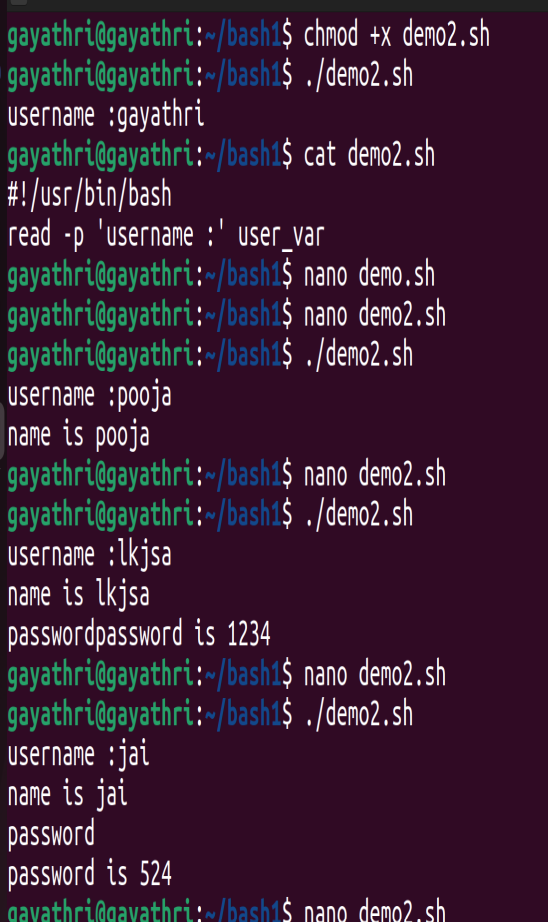 gayathri@gayathri:~/bash1$ chmod +x demo2.sh
gayathri@gayathri:~/bash1$ ./demo2.sh
username :gayathri
gayathri@gayathri:~/bash1$ cat demo2.sh
#!/usr/bin/bash
read -p 'username :' user_var
gayathri@gayathri:~/bash1$ nano demo.sh
gayathri@gayathri:~/bash1$ nano demo2.sh
gayathri@gayathri:~/bash1$ ./demo2.sh
username :pooja
name is pooja
gayathri@gayathri:~/bash1$ nano demo2.sh
gayathri@gayathri:~/bash1$ ./demo2.sh
username :lkjsa
name is lkjsa
passwordpassword is 1234
gayathri@gayathri:~/bash1$ nano demo2.sh
gayathri@gayathri:~/bash1$ ./demo2.sh
username :jai
name is jai
password
password is 524
gayathri@gayathri:~/bash1$ nano demo2.sh